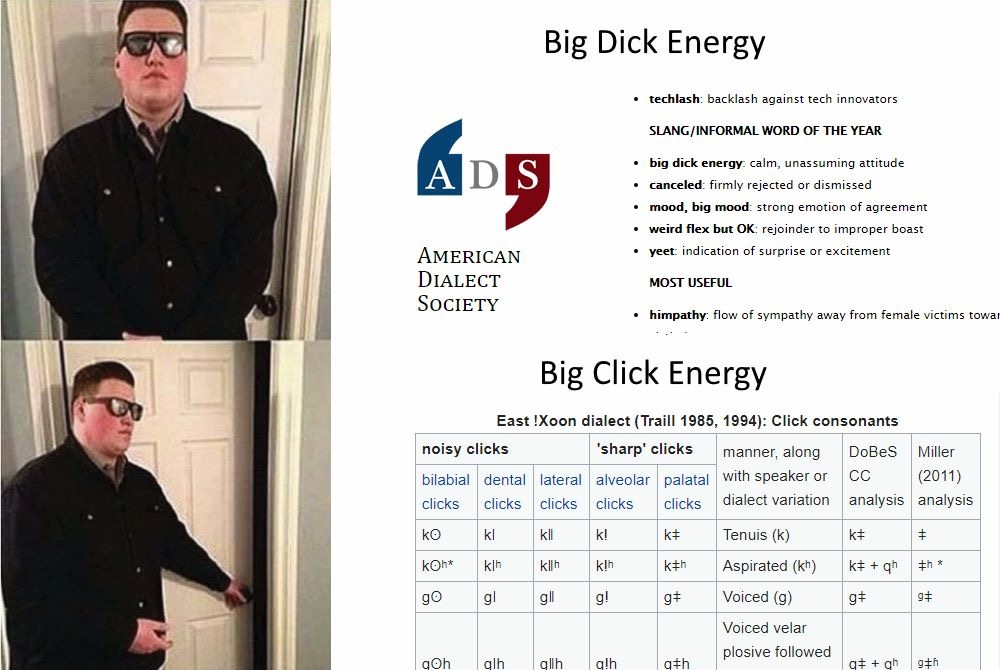 Big Dick Energy
ADS
AMERICAN
DIALECT
SOCIETY
• techlash: backlash against tech innovators
SLANG/INFORMAL WORD OF THE YEAR
• big dick energy: calm, unassuming attitude
• canceled: firmly rejected or dismissed
• mood, big mood: strong emotion of agreement
• weird flex but OK: rejoinder to improper boast
• yeet: indication of surprise or excitement
MOST USEFUL
• himpathy: flow of sympathy away from female victims
Big Click Energy
East !Xoon dialect (Traill 1985, 1994): Click consonants
noisy clicks 'sharp' clicks manner, along with speaker or dialect variation DoBeS CC analysis Miller (2011) analysis
bilabial clicks dental clicks lateral clicks alveolar clicks palatal clicks
kʘ kǀ kǁ kǃ kǂ Tenuis (k) kǂ ǂ
kʘʰ* kǀʰ kǁʰ kǃʰ kǂʰ Aspirated (kʰ) kǂ + qʰ ǂʰ *
gʘ gǀ gǁ gǃ gǂ Voiced (g) gǂ ᶢǂ
gʘh gǀh gǁh gǃh gǂh Voiced velar plosive followed gǂ + qʰ ᶢǂʱ